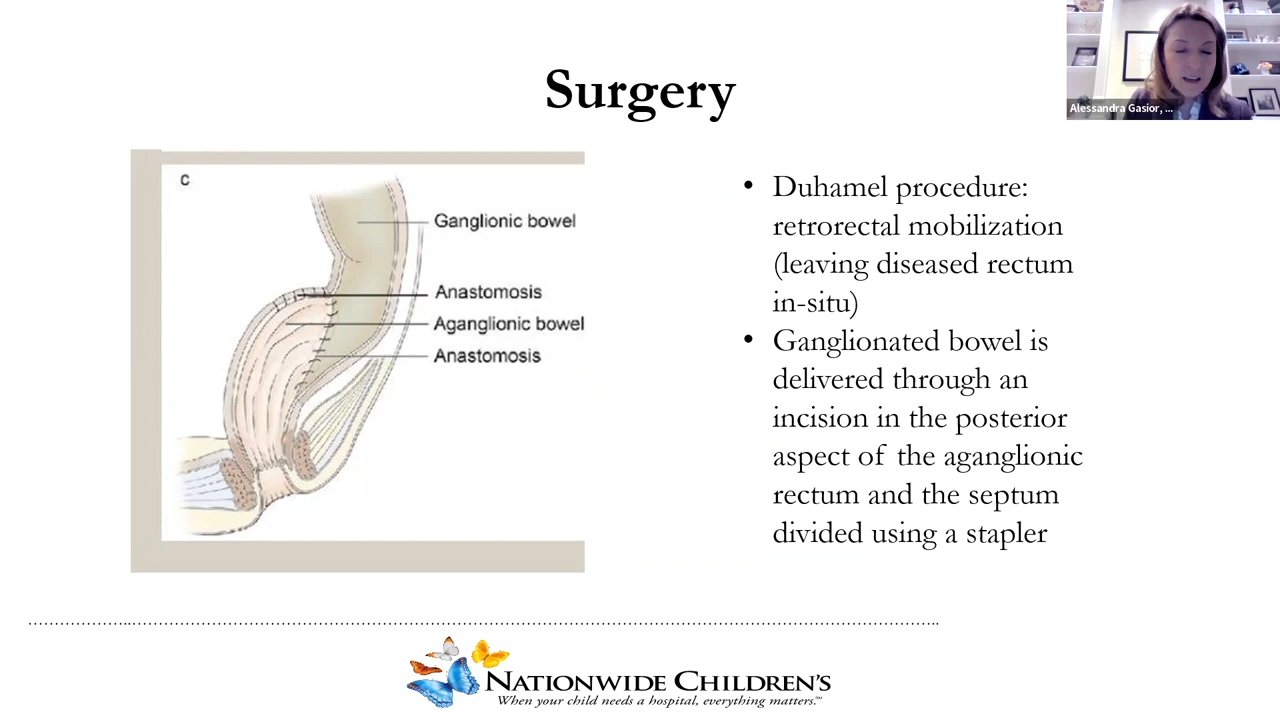 Surgery
Alessandra Gasior, ...
C
Ganglionic bowel
Anastomosis
Aganglionic bowel
Anastomosis
• Duhamel procedure:
retrorectal mobilization
(leaving diseased rectum
in-situ)
• Ganglionated bowel is
delivered through an
incision in the posterior
aspect of the aganglionic
rectum and the septum
divided using a stapler
NATIONWIDE CHILDREN'S
When your child needs a hospital, everything matters.℠